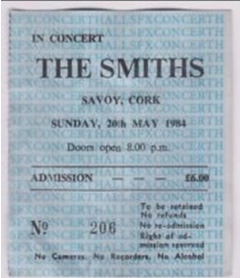 IN CONCERT
THE SMITHS
SAVOY, CORK
SUNDAY, 20th MAY 1984
Doors open 8.00 p.m.
ADMISSION — — — £6.00
To be retained
No refunds
No re-admission
Right of ad-
mission reserved
Nº 206
No Cameras. No Recorders. No Alcohol